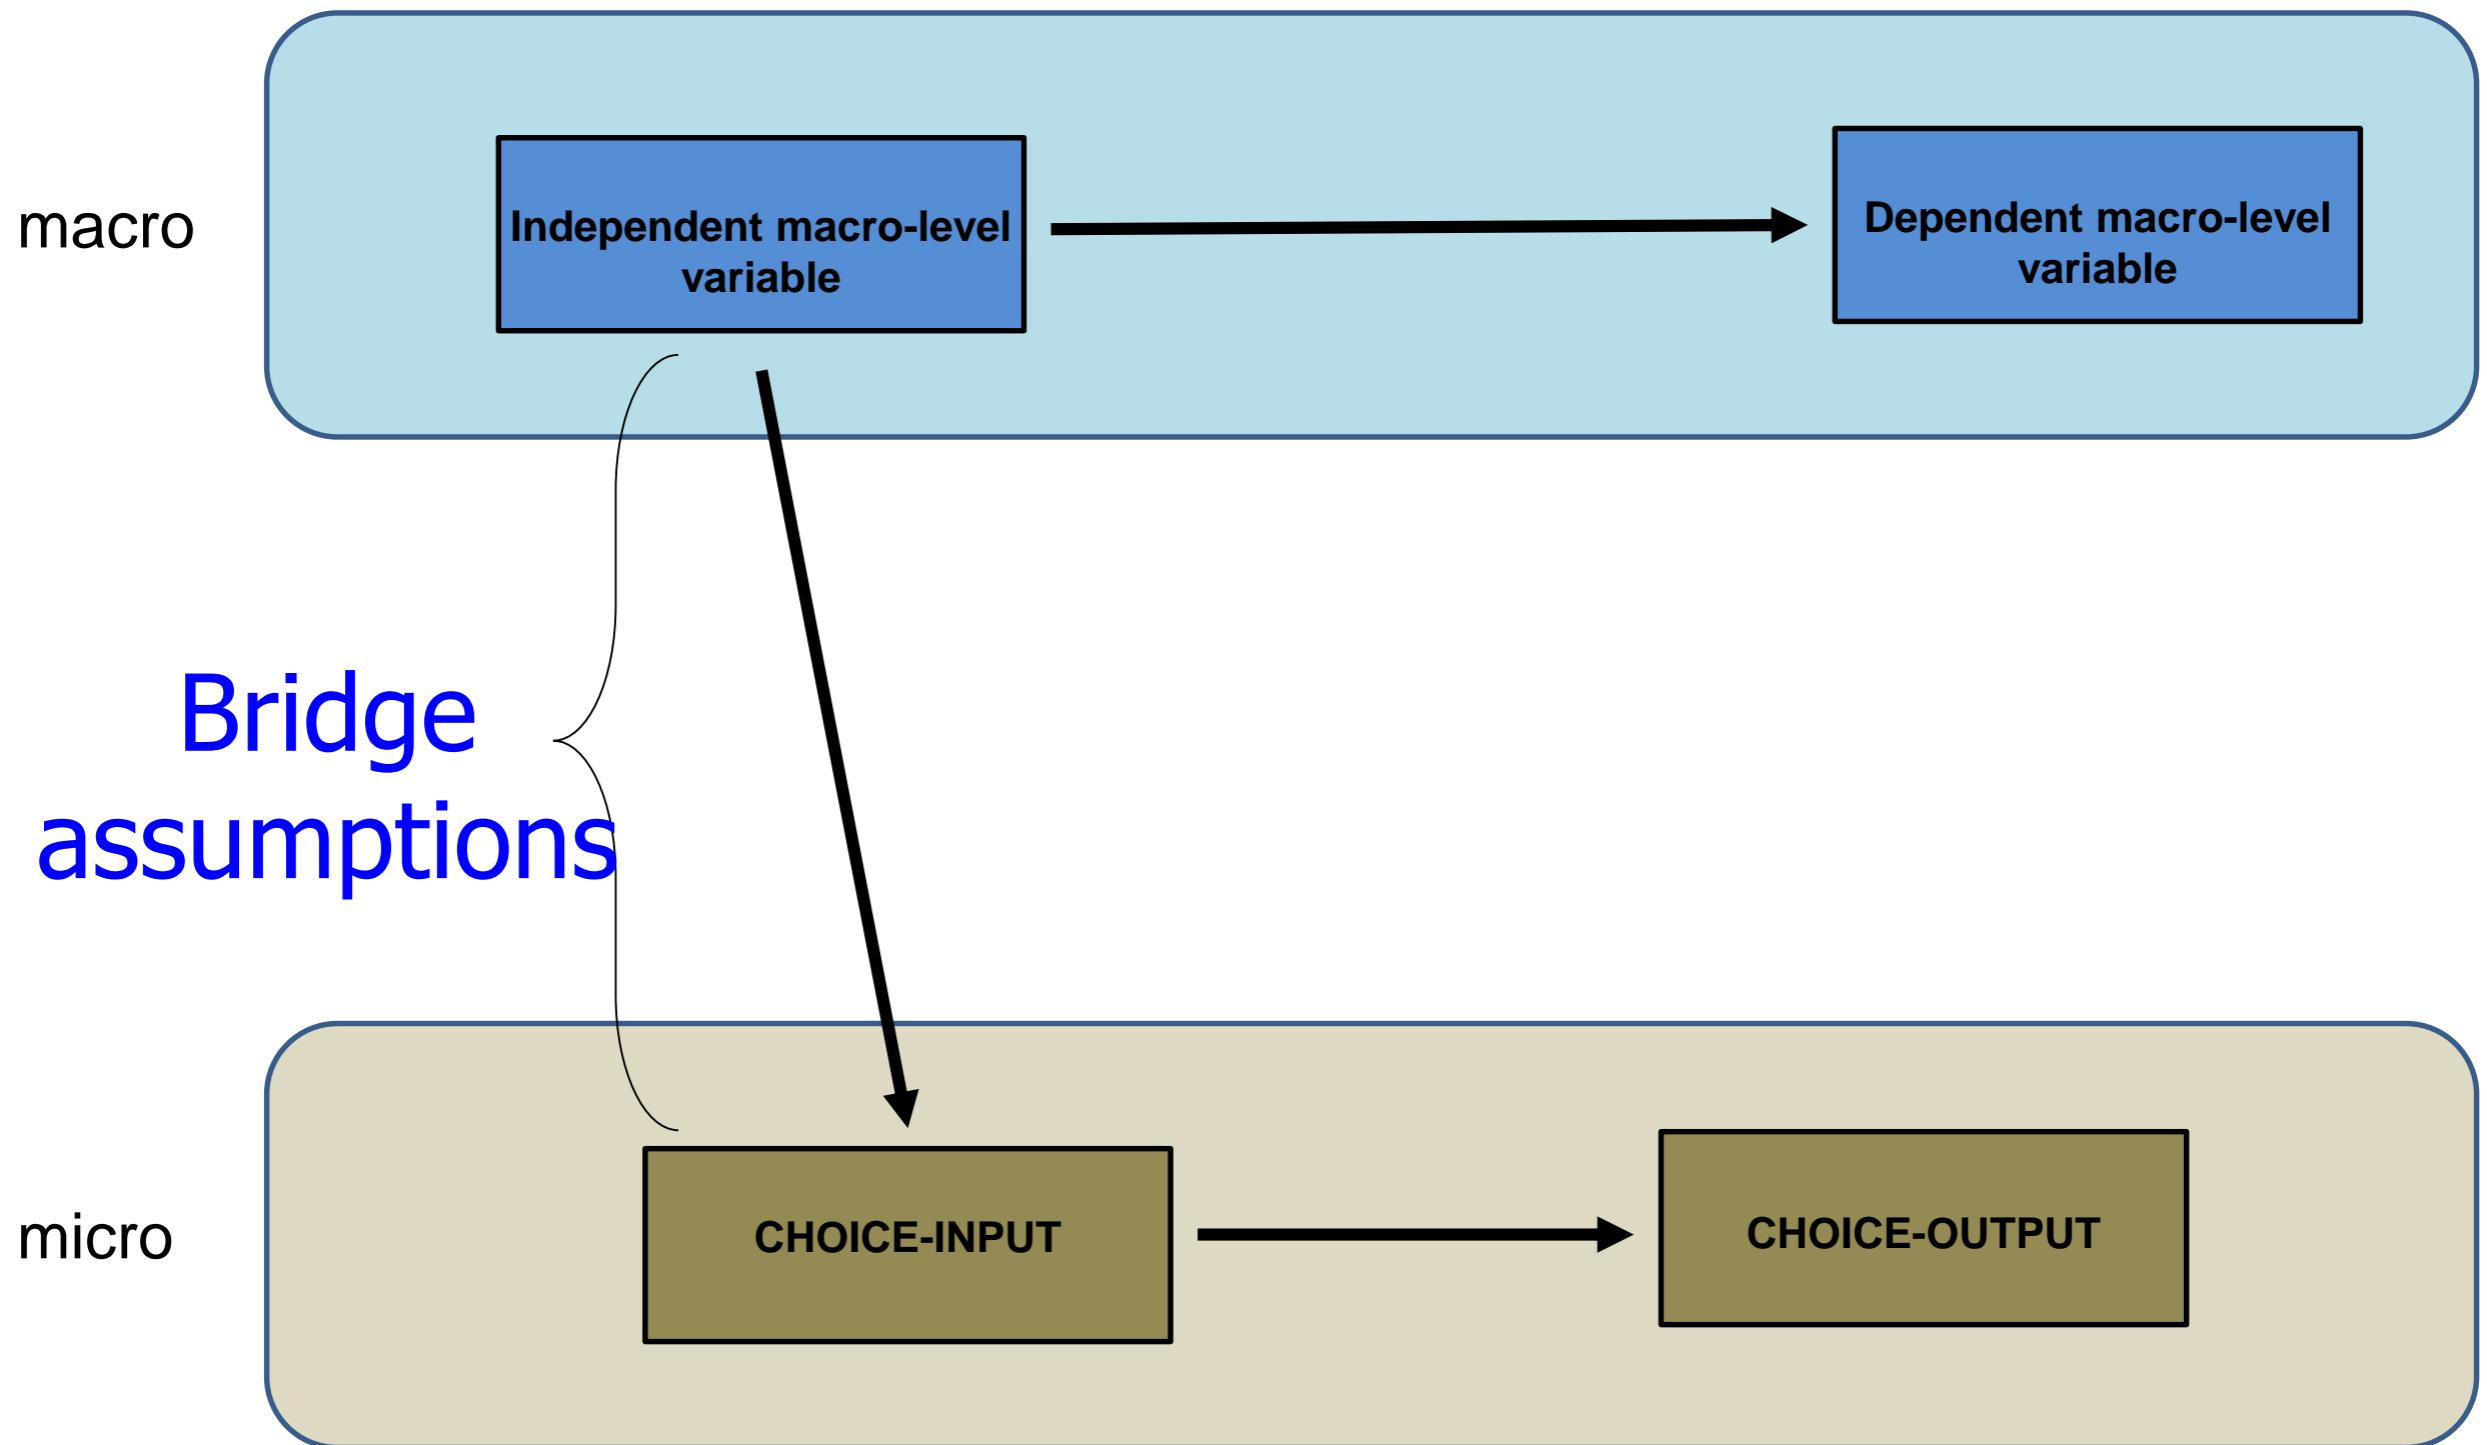 macro
Independent macro-level
variable
Dependent macro-level
variable
Bridge
assumptions
micro
CHOICE-INPUT
CHOICE-OUTPUT